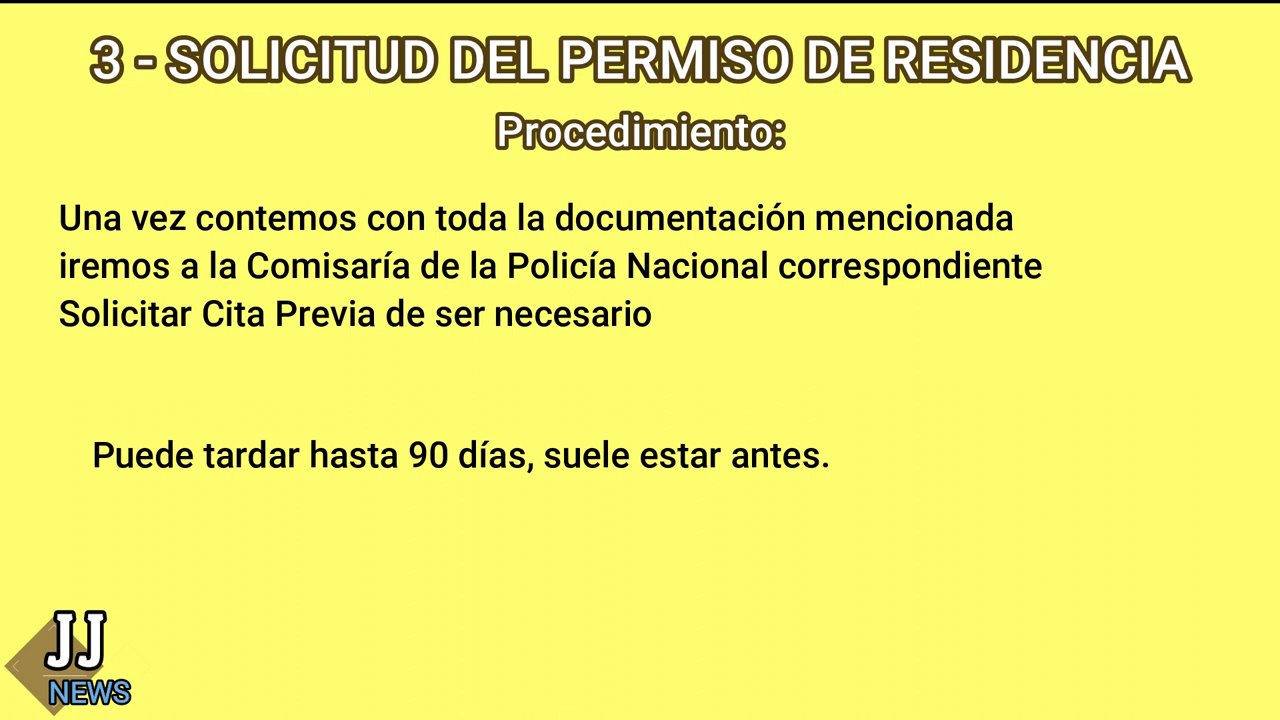 3 - SOLICITUD DEL PERMISO DE RESIDENCIA
Procedimiento:
Una vez contemos con toda la documentación mencionada
iremos a la Comisaría de la Policía Nacional correspondiente
Solicitar Cita Previa de ser necesario
Puede tardar hasta 90 días, suele estar antes.
JJ
NEWS